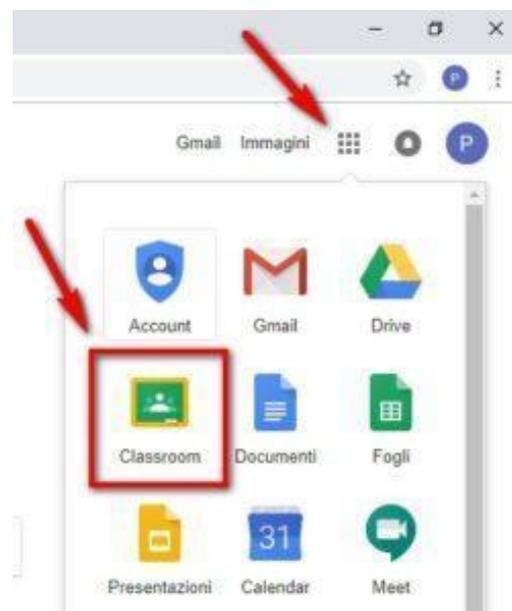 P
Gmail Immagini P
Account Gmail Drive
Classroom Documenti Fogli
31
Presentazioni Calendar Meet